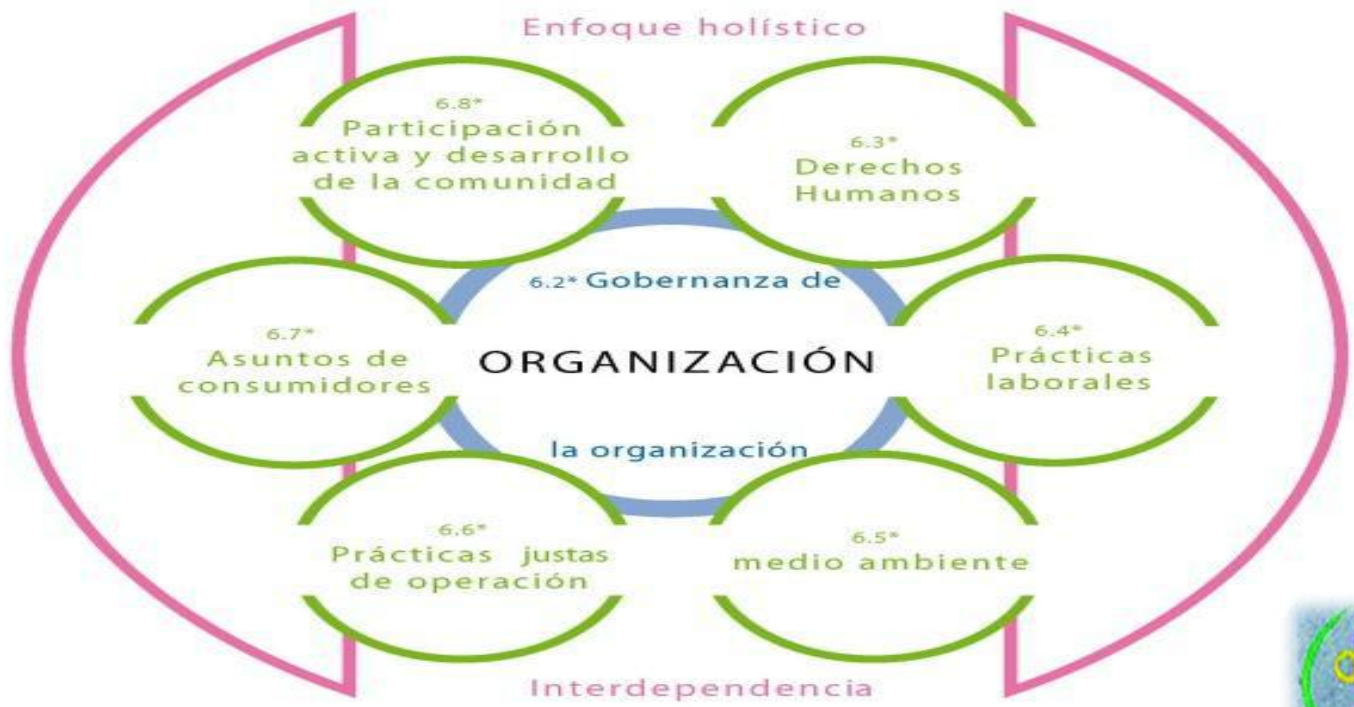 Enfoque holístico
6.8*
Participación
activa y desarrollo
de la comunidad
6.3*
Derechos
Humanos
6.2* Gobernanza de
6.7*
Asuntos de
consumidores
ORGANIZACIÓN
6.4*
Prácticas
laborales
la organización
6.6*
Prácticas justas
de operación
6.5*
medio ambiente
Interdependencia